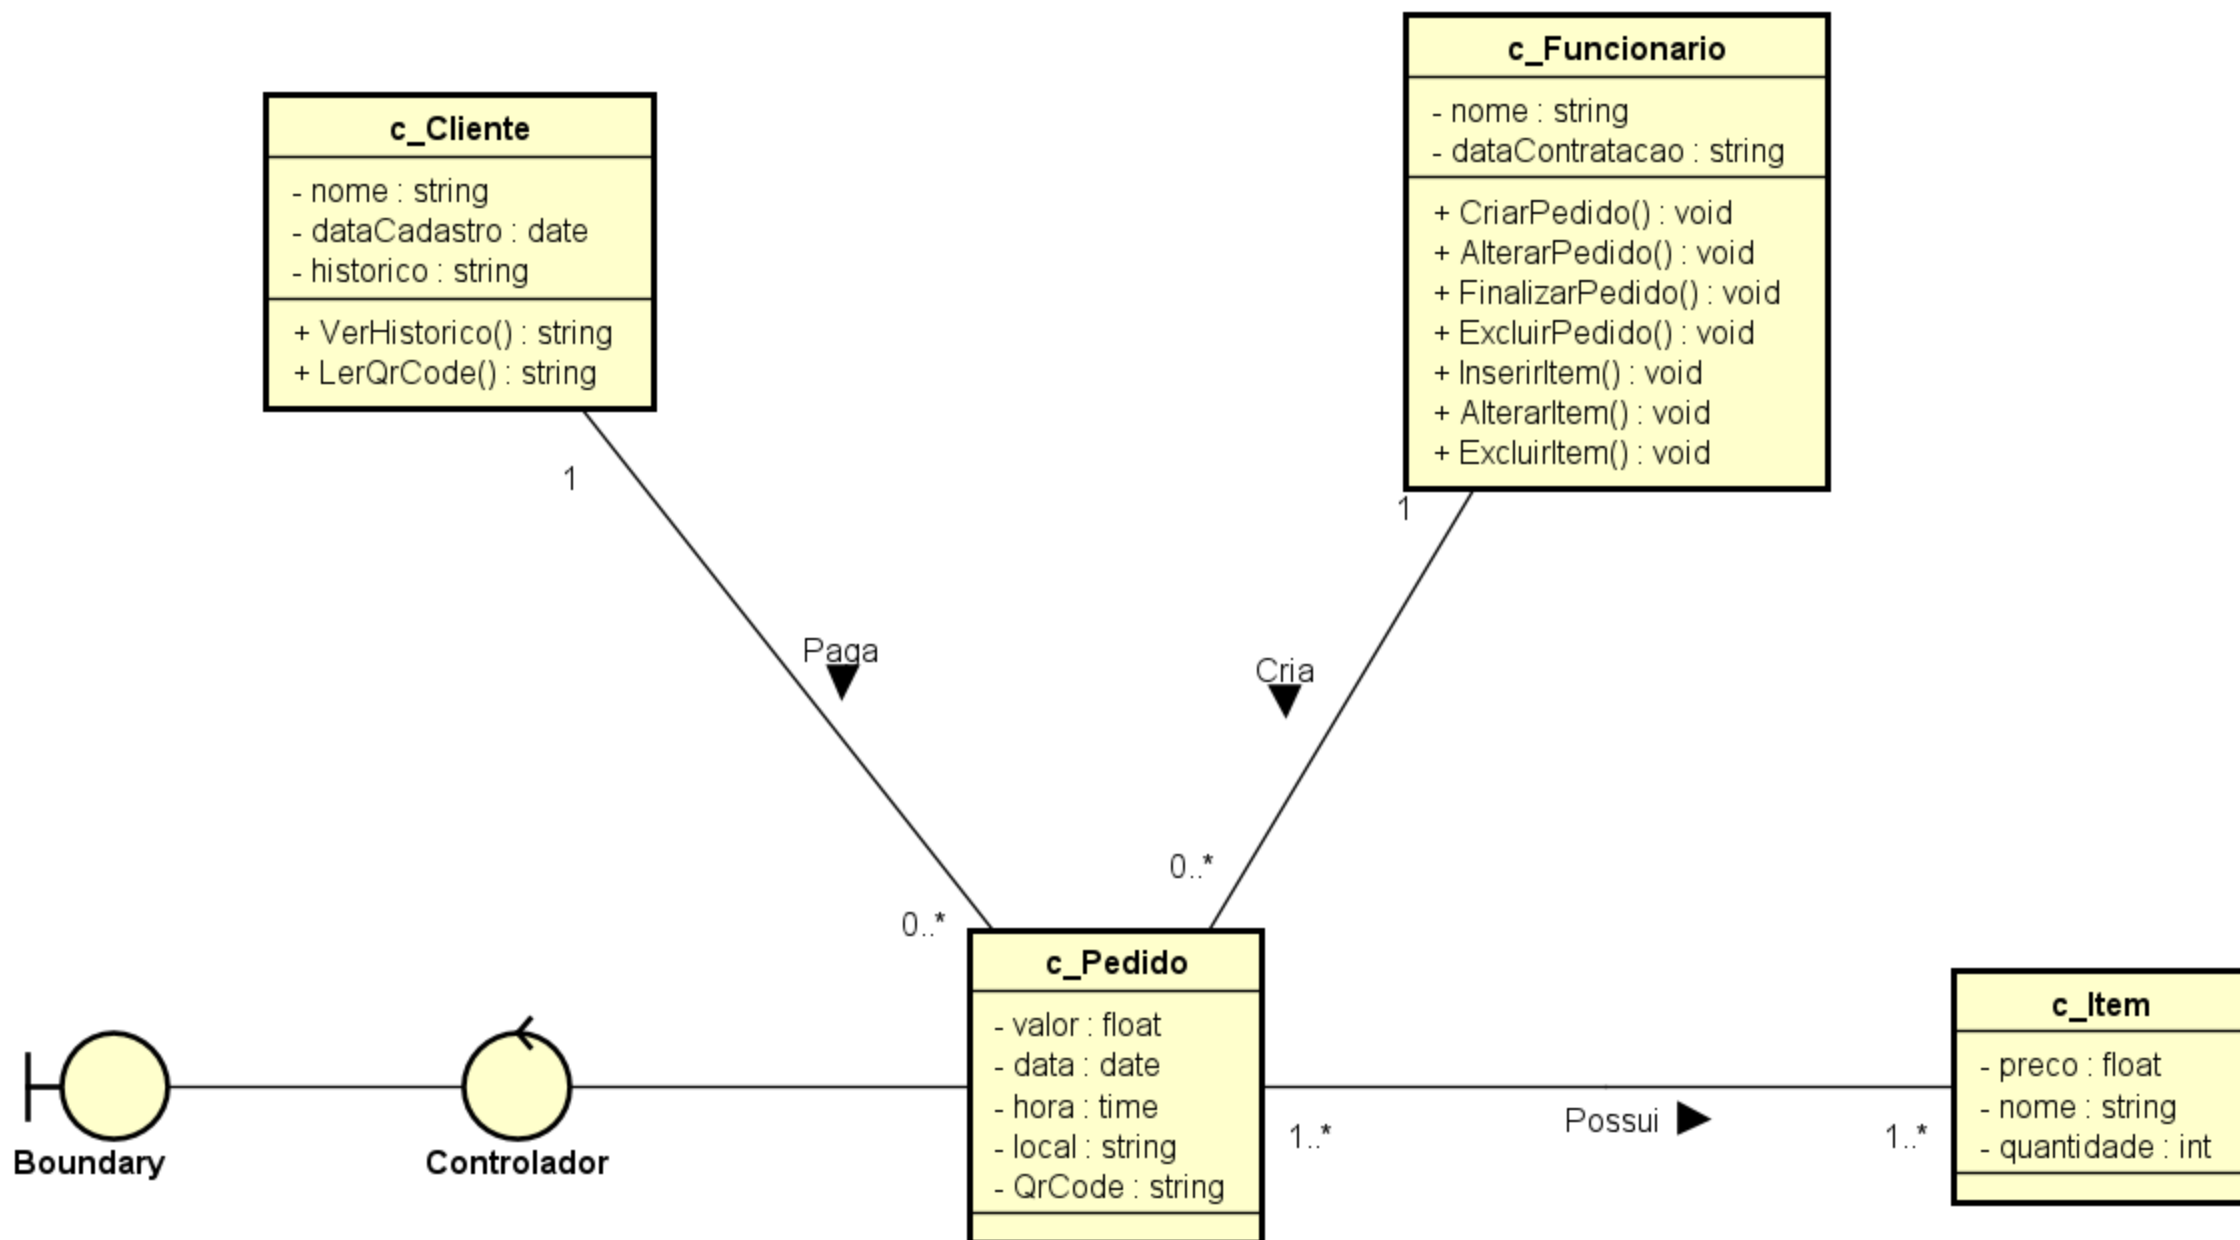 c_Funcionario
- nome : string
- dataContratacao : string
+ CriarPedido() : void
+ AlterarPedido() : void
+ FinalizarPedido() : void
+ ExcluirPedido() : void
+ InserirItem() : void
+ AlterarItem() : void
+ ExcluirItem() : void
c_Cliente
- nome : string
- dataCadastro : date
- historico : string
+ VerHistorico() : string
+ LerQrCode() : string
1
1
Paga
Cria
0..*
0..*
c_Pedido
- valor : float
- data : date
- hora : time
- local : string
- QrCode : string
c_Item
- preco : float
- nome : string
- quantidade : int
Possui
1..*
1..*
Boundary
Controlador